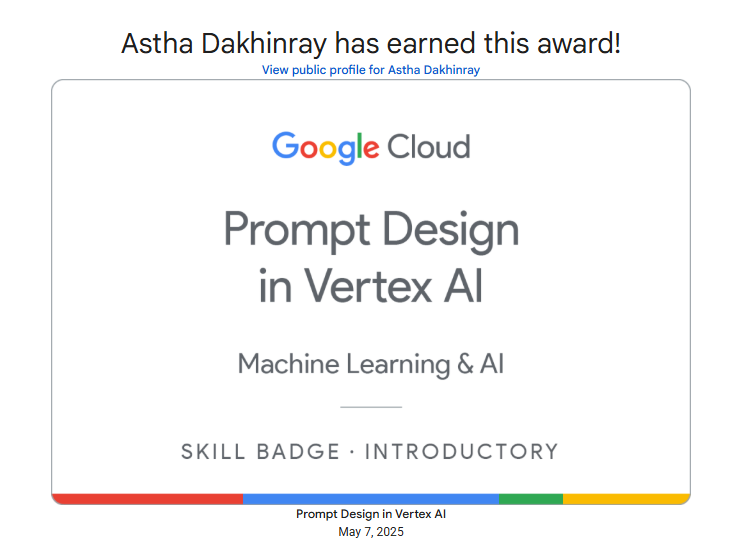 Astha Dakhinray has earned this award!
View public profile for Astha Dakhinray
Google Cloud
Prompt Design
in Vertex AI
Machine Learning & AI
SKILL BADGE · INTRODUCTORY
Prompt Design in Vertex AI
May 7, 2025